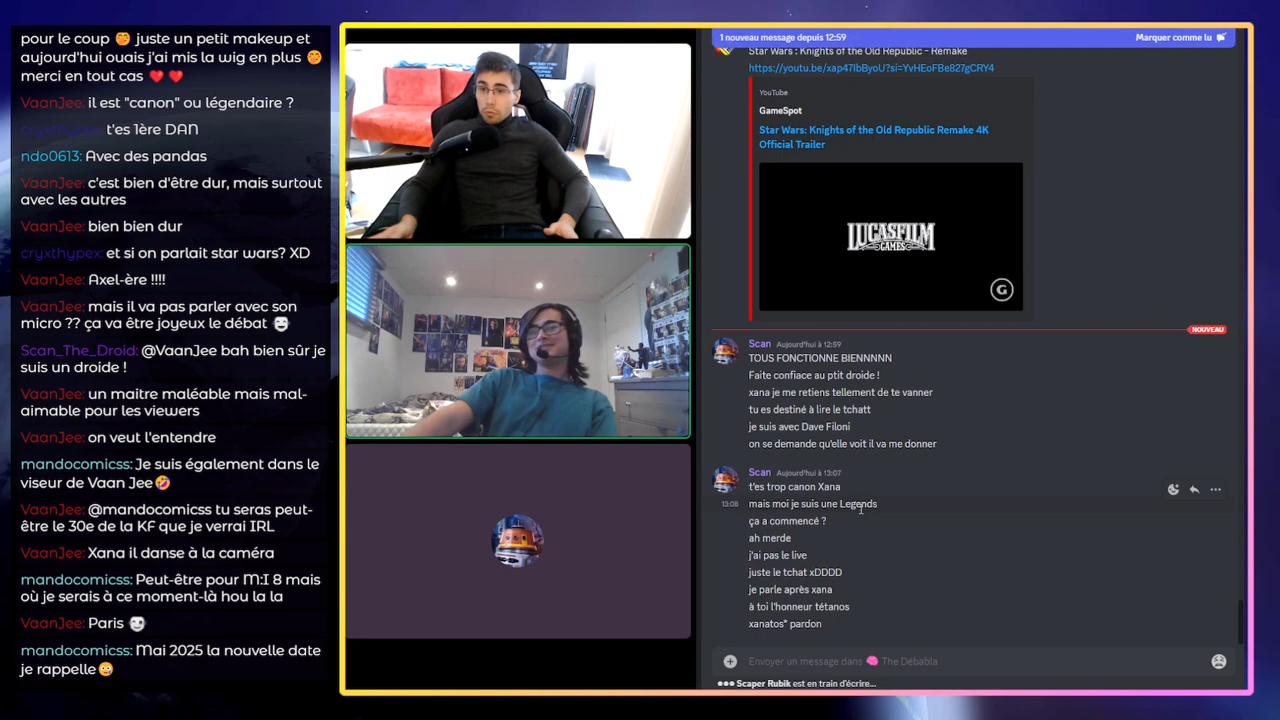 pour le coup 🤭 juste un petit makeup et
aujourd'hui ouais j'ai mis la wig en plus 🤭
merci en tout cas ❤️ ❤️
VaanJee: il est "canon" ou légendaire ?
cryxthypex: t'es 1ère DAN
ndo0613: Avec des pandas
VaanJee: c'est bien d'être dur, mais surtout
avec les autres
VaanJee: bien bien dur
cryxthypex: et si on parlait star wars? XD
VaanJee: Axel-ère !!!!
VaanJee: mais il va pas parler avec son
micro ?? ça va être joyeux le débat
Scan_The_Droid: @VaanJee bah bien sûr je
suis un droide !
VaanJee: un maitre maléable mais mal-
aimable pour les viewers
VaanJee: on veut l'entendre
mandocomicss: Je suis également dans le
viseur de Vaan Jee🤣
VaanJee: @mandocomicss tu seras peut-
être le 30e de la KF que je verrai IRL
VaanJee: Xana il danse à la caméra
mandocomicss: Peut-être pour M:I 8 mais
où je serais à ce moment-là hou la la
VaanJee: Paris
mandocomicss: Mai 2025 la nouvelle date
je rappelle😳
1 nouveau message depuis 12:59
Marquer comme lu
Star Wars : Knights of the Old Republic - Remake
https://youtu.be/xap47IbByoU?si=YvHEoFBe827gCRY4
YouTube
GameSpot
Star Wars: Knights of the Old Republic Remake 4K
Official Trailer
LUCASFILM
GAMES
G
NOUVEAU
Scan Aujourd'hui à 12:59
TOUS FONCTIONNE BIENNNNN
Faite confiace au ptit droide !
xana je me retiens tellement de te vanner
tu es destiné à lire le tchatt
je suis avec Dave Filoni
on se demande qu'elle voit il va me donner
Scan Aujourd'hui à 13:07
t'es trop canon Xana
13:08 mais moi je suis une Legends
ça a commencé ?
ah merde
j'ai pas le live
juste le tchat xDDDD
je parle après xana
à toi l'honneur tétanos
xanatos* pardon
Envoyer un message dans 🧠 The Débabla
Scaper Rubik est en train d'écrire...